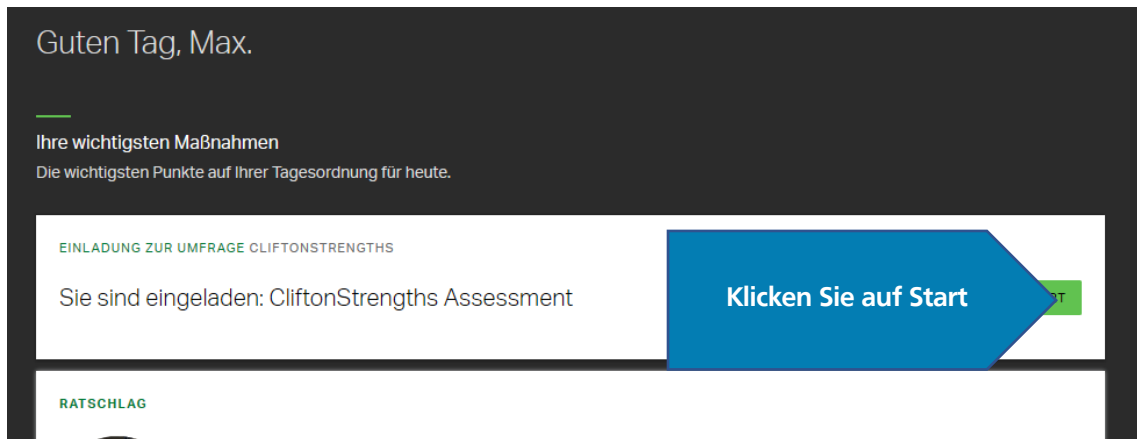 Guten Tag, Max.
Ihre wichtigsten Maßnahmen
Die wichtigsten Punkte auf Ihrer Tagesordnung für heute.
EINLADUNG ZUR UMFRAGE CLIFTONSTRENGTHS
Sie sind eingeladen: CliftonStrengths Assessment
Klicken Sie auf Start
RATSCHLAG